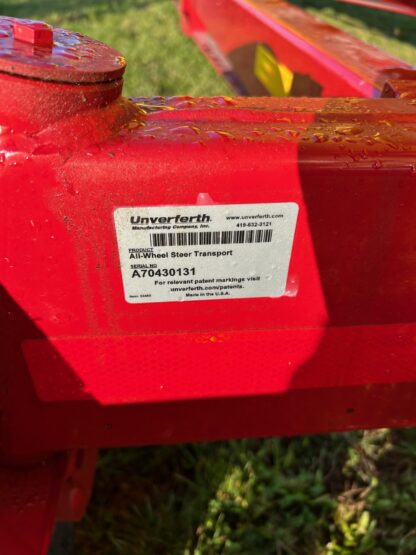 Unverferth. www.unverferth.com
Manufacturing Company, Inc. 419-532-3121
PRODUCT
All-Wheel Steer Transport
SERIAL NO
A70430131
For relevant patent markings visit
unverferth.com/patents.
Made in the U.S.A.